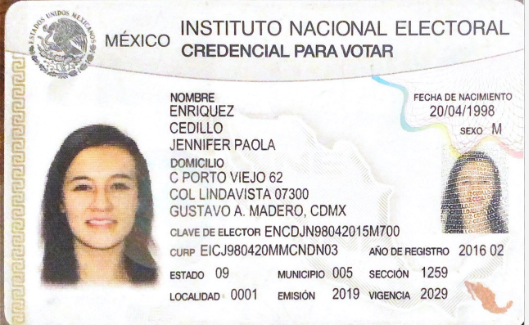 ESTADOS UNIDOS MEXICANOS
MÉXICO INSTITUTO NACIONAL ELECTORAL
CREDENCIAL PARA VOTAR
NOMBRE
ENRIQUEZ
CEDILLO
JENNIFER PAOLA
FECHA DE NACIMIENTO
20/04/1998
SEXO M
DOMICILIO
C PORTO VIEJO 62
COL LINDAVISTA 07300
GUSTAVO A. MADERO, CDMX
CLAVE DE ELECTOR ENCDJN98042015M700
CURP EICJ980420MMCNDN03 AÑO DE REGISTRO 2016 02
ESTADO 09 MUNICIPIO 005 SECCIÓN 1259
LOCALIDAD 0001 EMISIÓN 2019 VIGENCIA 2029